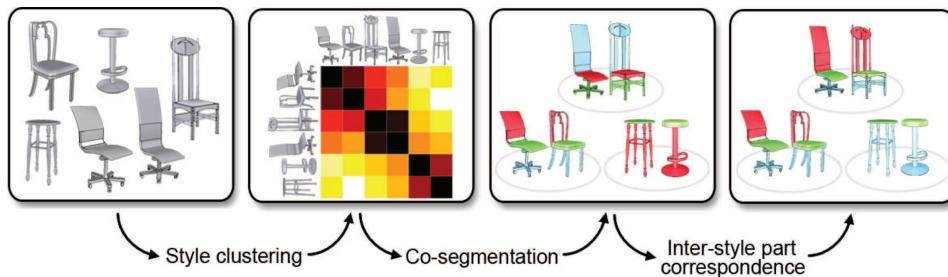 Style clustering
Co-segmentation
Inter-style part
correspondence